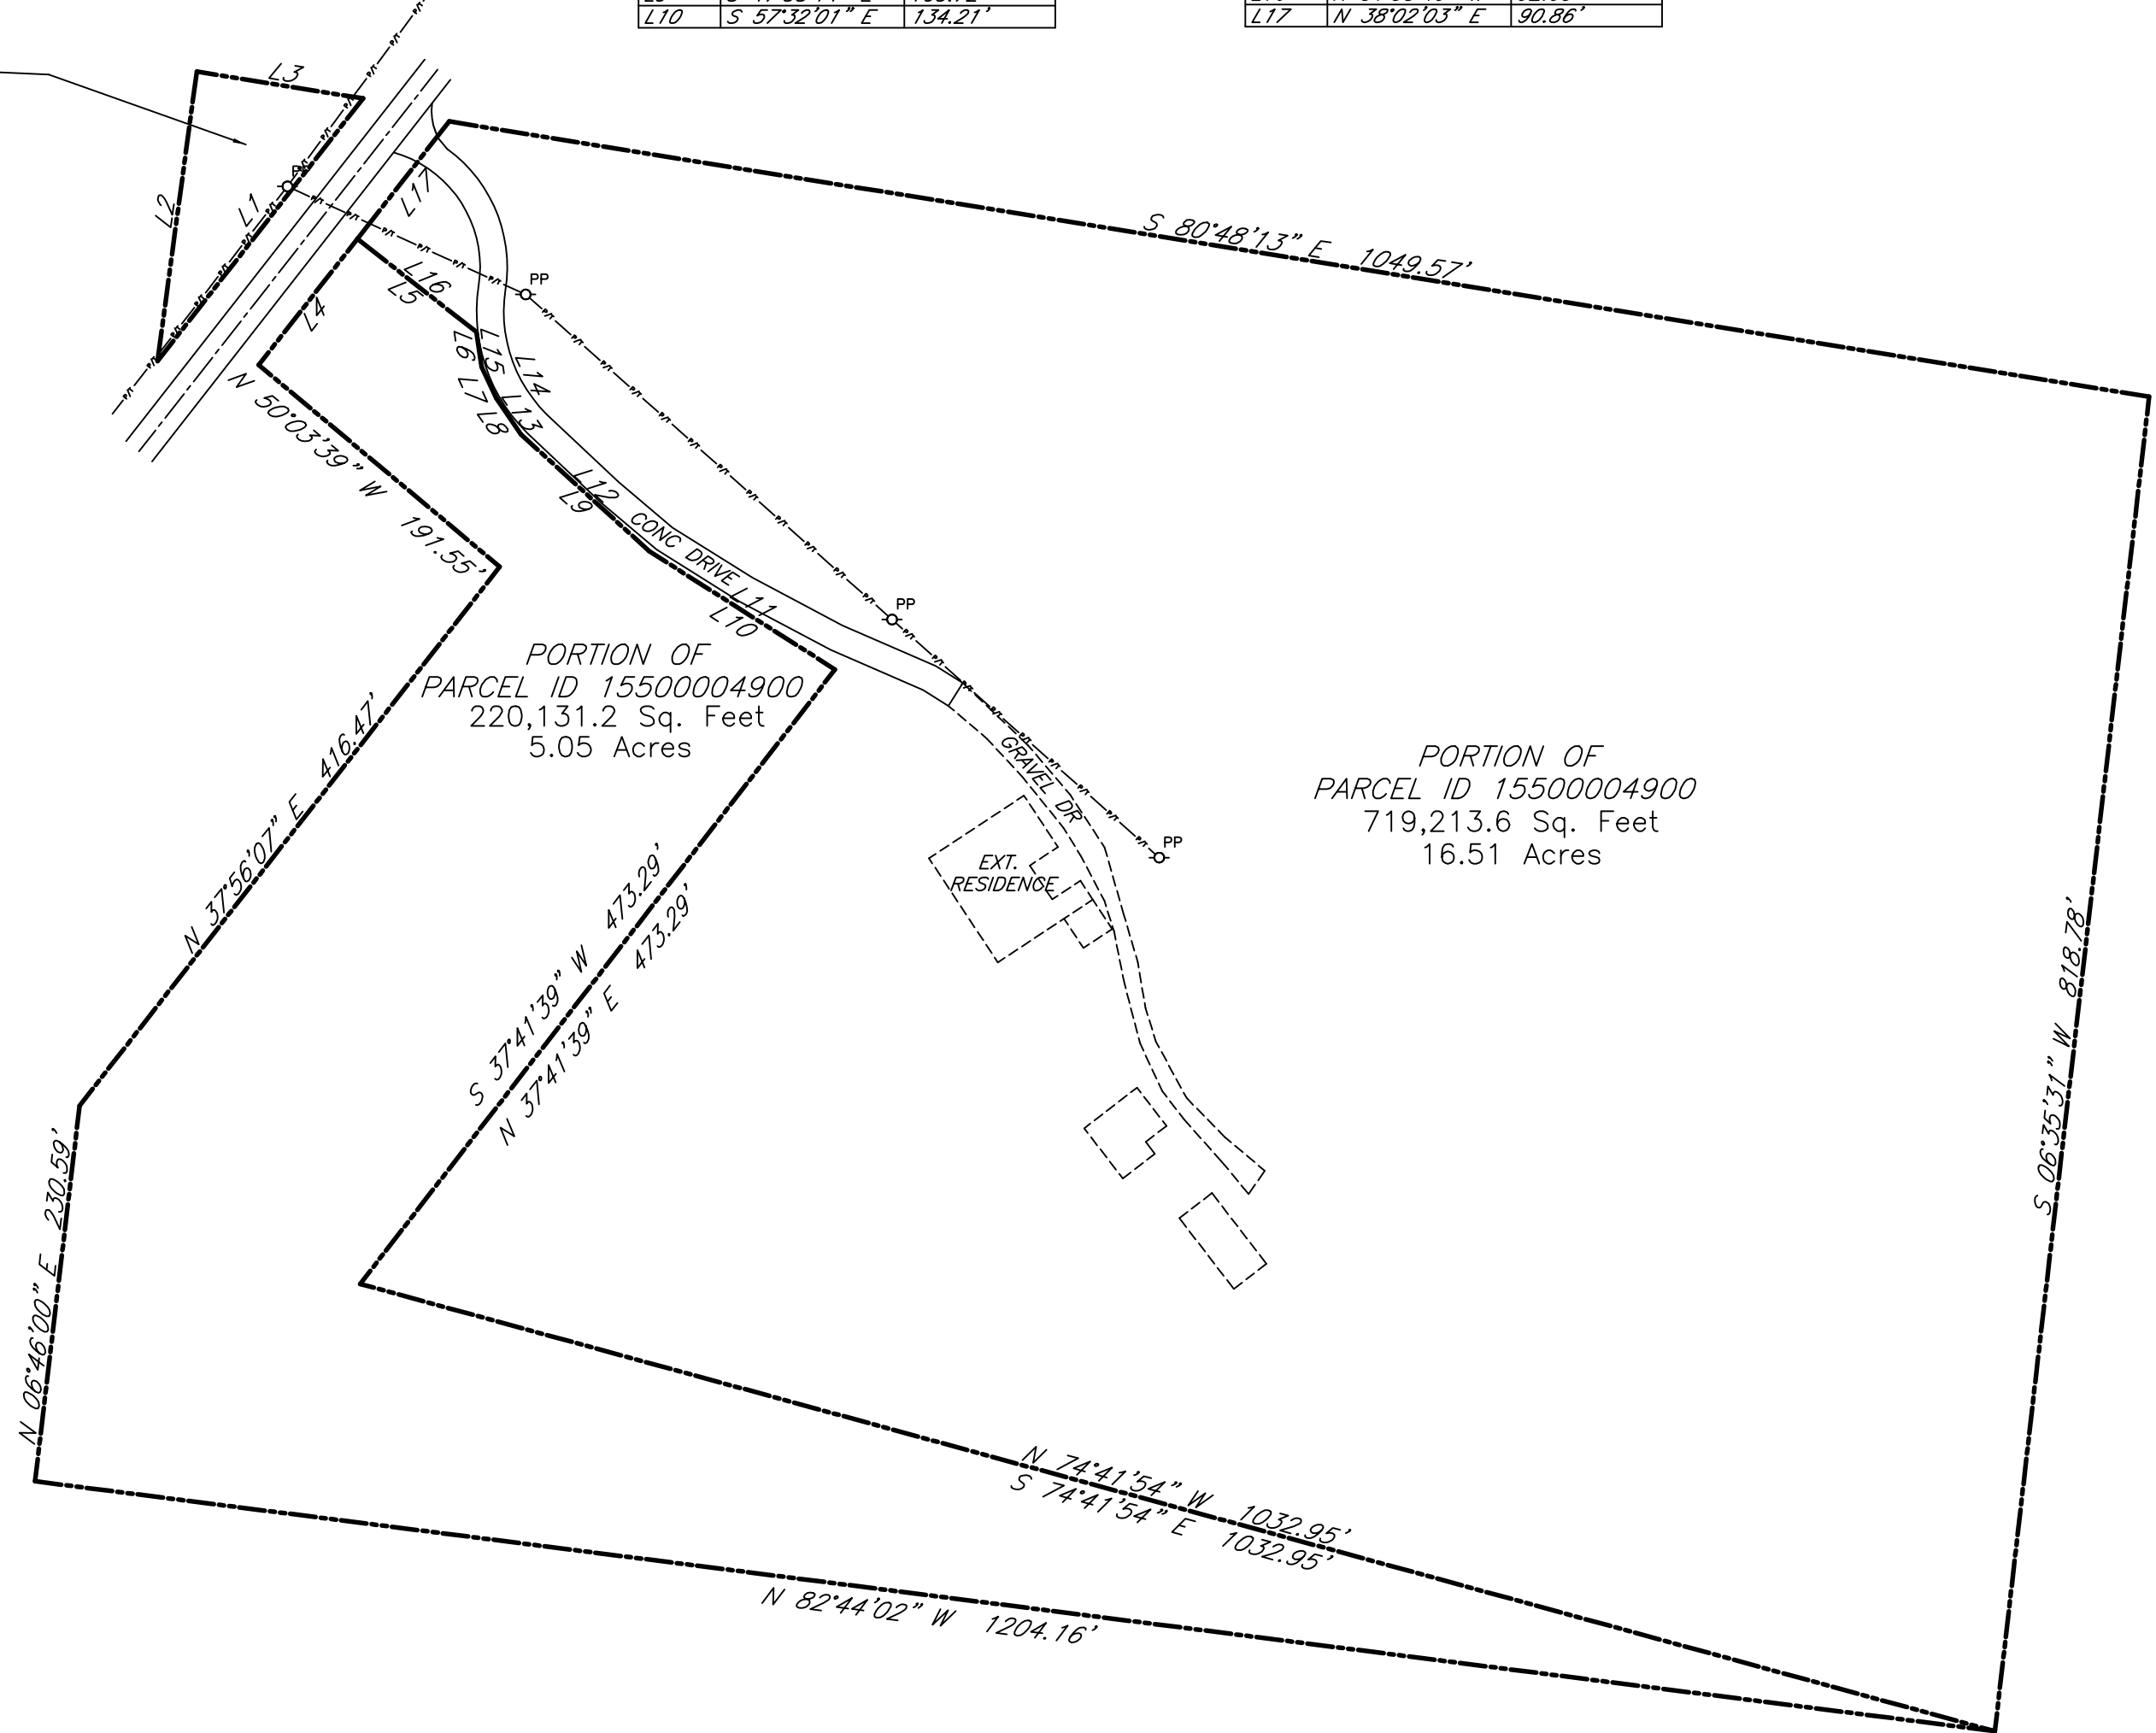 L10 S 57°32'01" E 134.21'
L17 N 38°02'03" E 90.86'
L3
L2
L1
PP
L17
S 80°48'13" E 1049.57'
L16
L5
PP
L4
L6
L15
L14
L7
L8
L13
N 50°03'39" W 191.55'
L12
L9
CONC DRIVE
L11
L10
PP
PORTION OF
PARCEL ID 15500004900
220,131.2 Sq. Feet
5.05 Acres
GRAVEL DR
PORTION OF
PARCEL ID 15500004900
719,213.6 Sq. Feet
16.51 Acres
PP
EXT.
RESIDENCE
N 37°56'07" E 416.47'
S 37°41'39" W 473.29'
N 37°41'39" E 473.29'
S 06°35'31" W 818.78'
N 06°46'00" E 230.59'
N 74°41'54" W 1032.95'
S 74°41'54" E 1032.95'
N 82°44'02" W 1204.16'